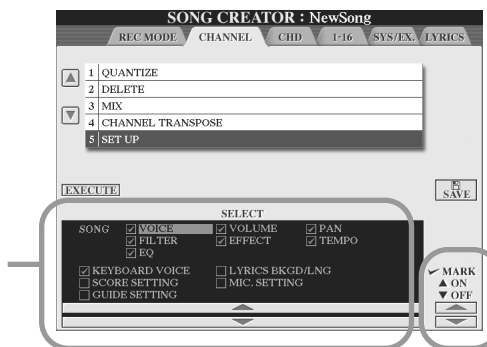 SONG CREATOR : NewSong
REC MODE CHANNEL CHD 1-16 SYS/EX. LYRICS
1 QUANTIZE
2 DELETE
3 MIX
4 CHANNEL TRANSPOSE
5 SET UP
EXECUTE
SAVE
SELECT
SONG VOICE VOLUME PAN
FILTER EFFECT TEMPO
EQ
KEYBOARD VOICE LYRICS BKGD/LNG
SCORE SETTING MIC. SETTING
GUIDE SETTING
MARK
▲ ON
▼ OFF